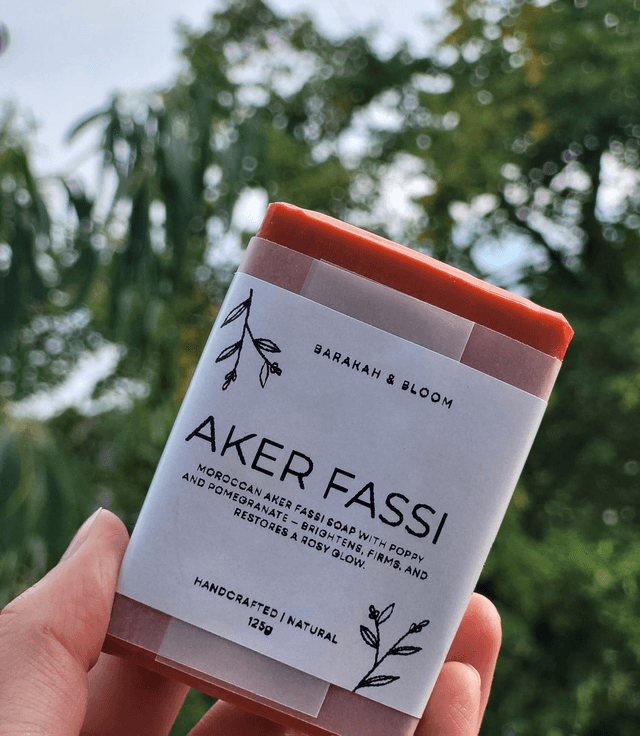 BARAKAH & BLOOM
AKER FASSI
MOROCCAN AKER FASSI SOAP WITH POPPY
AND POMEGRANATE – BRIGHTENS, FIRMS, AND
RESTORES A ROSY GLOW.
HANDCRAFTED | NATURAL
125g